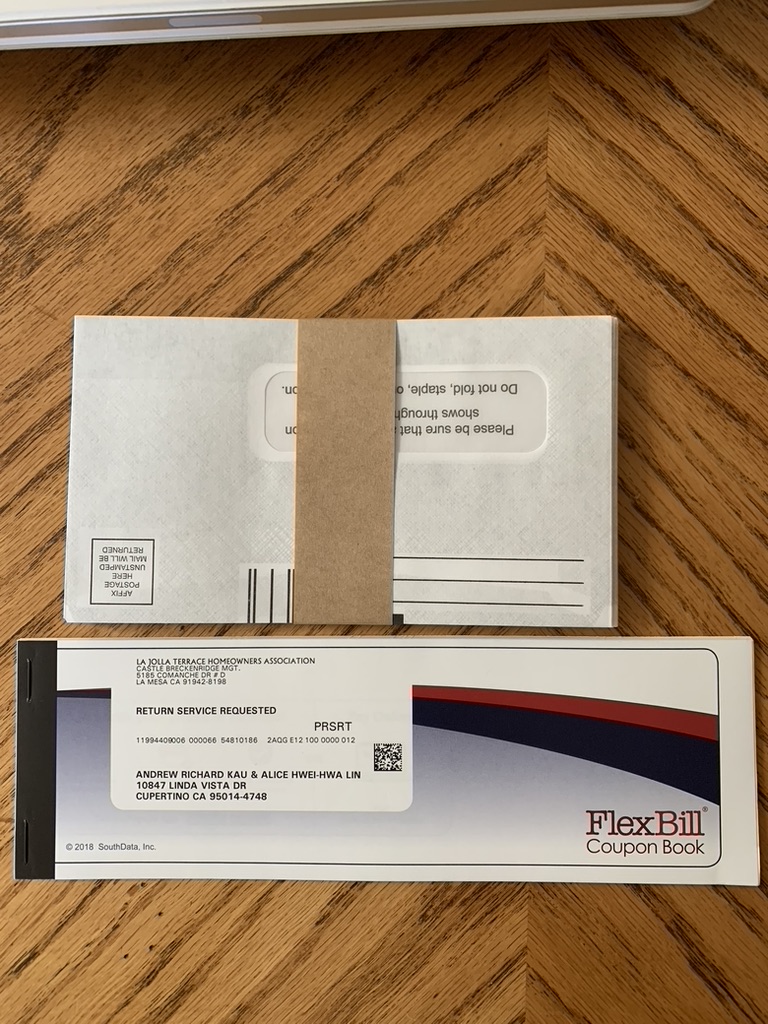 Do not fold, staple, o
on.
shows through
Please be sure that
on
AFFIX
POSTAGE
HERE
UNSTAMPED
MAIL WILL BE
RETURNED
LA JOLLA TERRACE HOMEOWNERS ASSOCIATION
CASTLE BRECKENRIDGE MGT.
5185 COMANCHE DR # D
LA MESA CA 91942-8198
RETURN SERVICE REQUESTED
PRSRT
11994409006 000066 54810186 2AQG E12 100 0000 012
ANDREW RICHARD KAU & ALICE HWEI-HWA LIN
10847 LINDA VISTA DR
CUPERTINO CA 95014-4748
FlexBill®
Coupon Book
© 2018 SouthData, Inc.